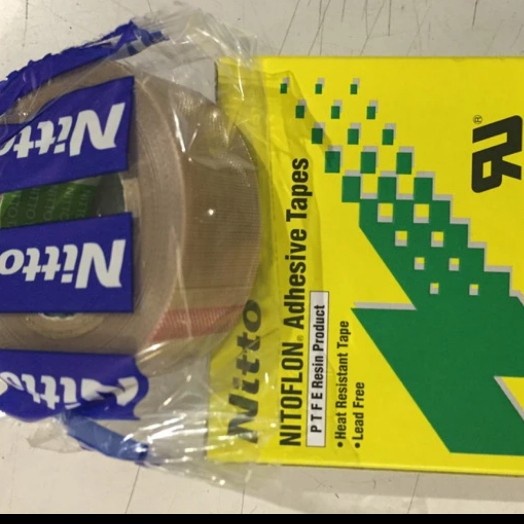 Nitto
Nitto
Nitto
Nitto
NITOFLON® Adhesive Tapes
PTFE Resin Product
• Heat Resistant Tape
• Lead Free
®